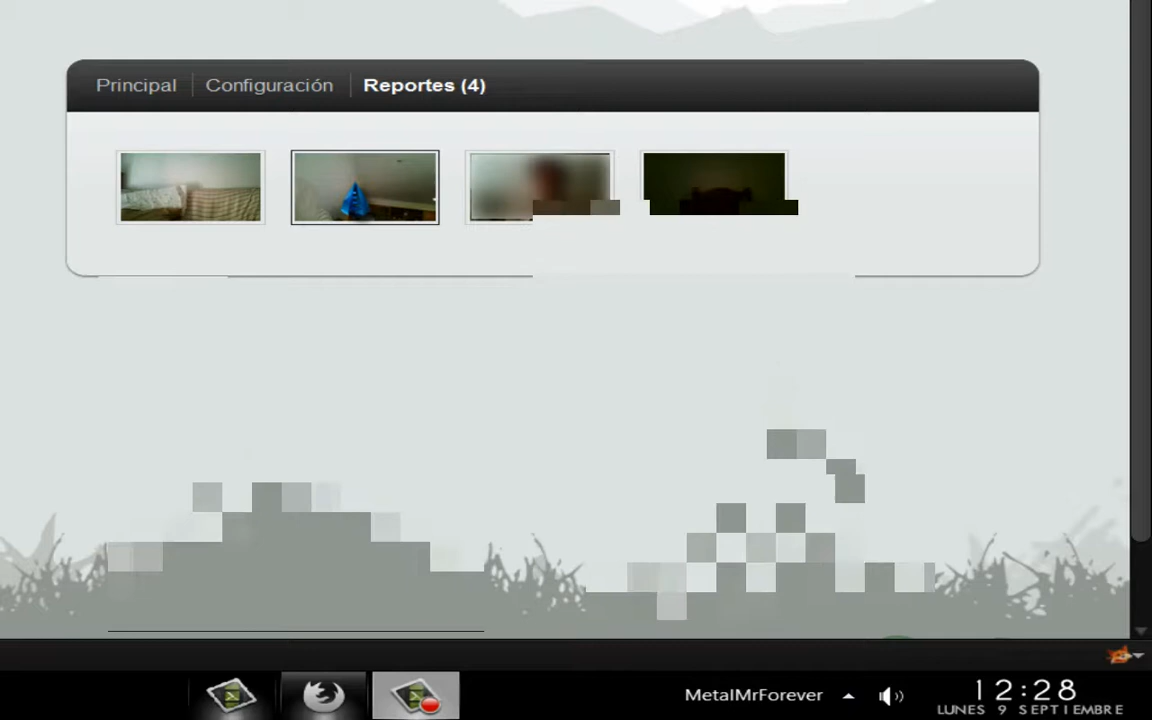 Principal Configuración Reportes (4)
MetalMrForever
12:28
LUNES 9 SEPTIEMBRE